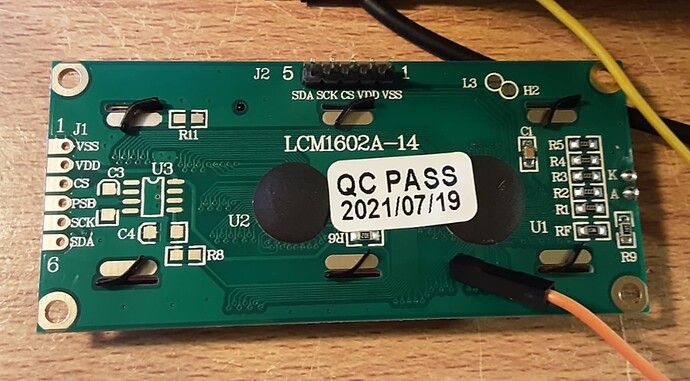 J2 5 1
L3
H2
SDA SCK CS VDD VSS
1 J1
R11
LCM1602A-14
C1
VSS
VDD
CS
PSB
SCK
SDA
6
C3
U3
C4
R8
U2
QC PASS
2021/07/19
R6
U1
R5
R4
R3
R2
R1
RF
K
A
R9